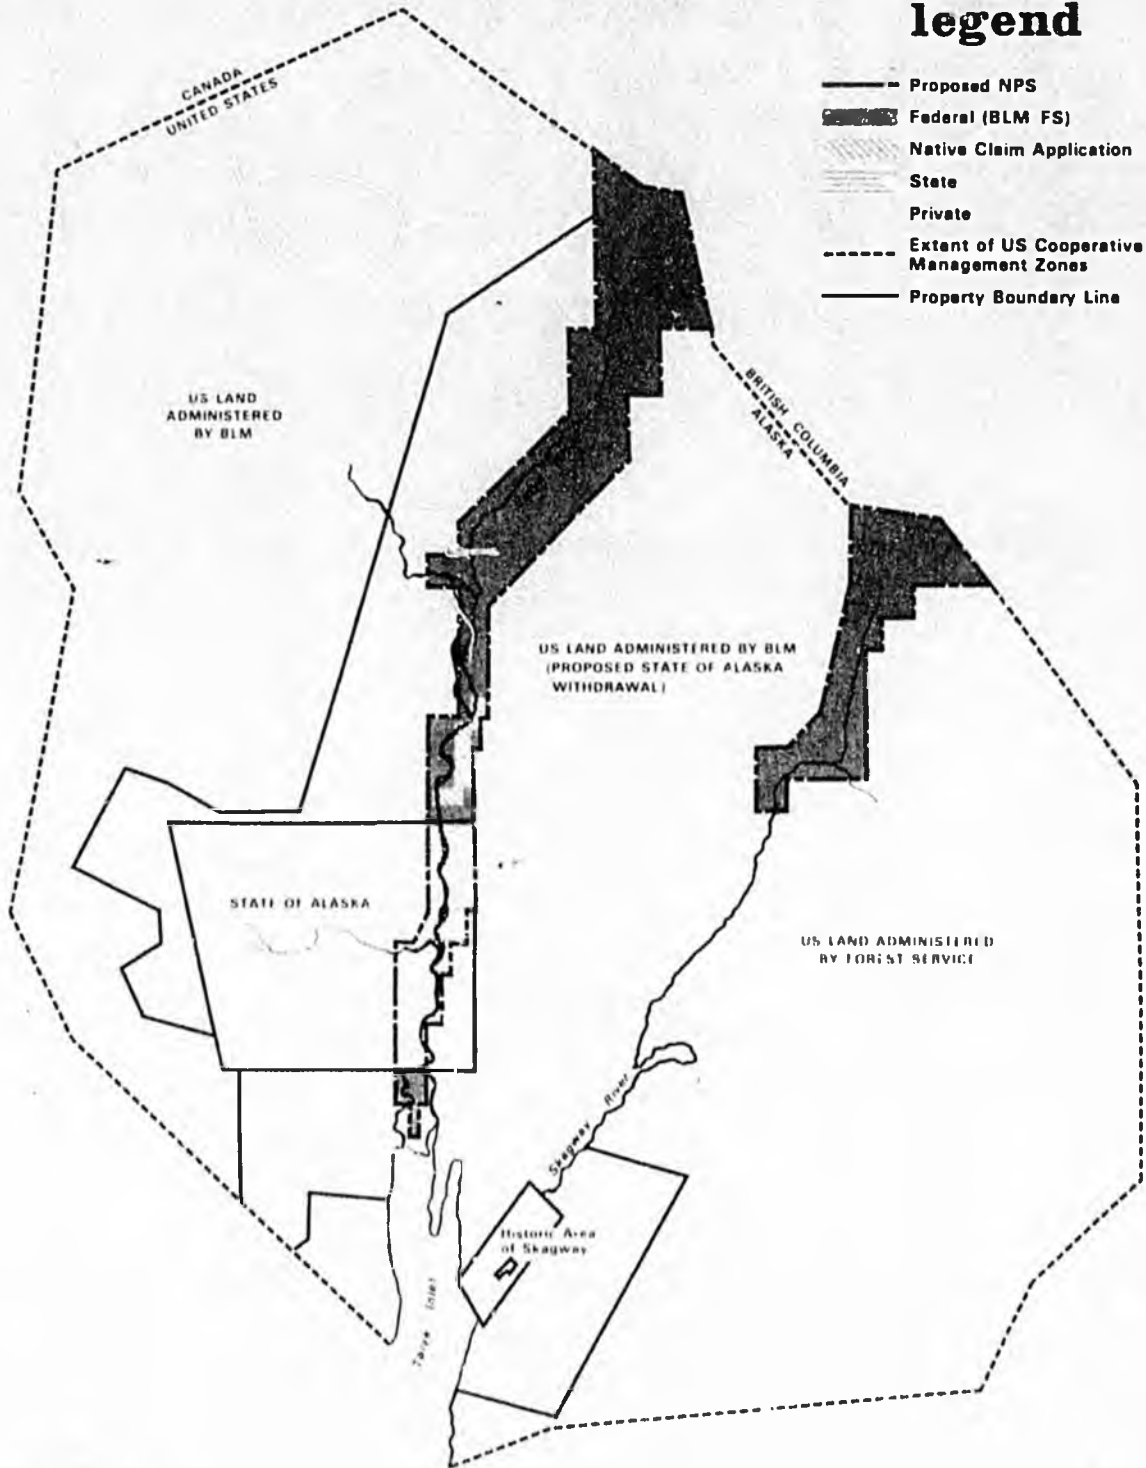 legend
Proposed NPS
Federal (BLM FS)
Native Claim Application
State
Private
Extent of US Cooperative
Management Zones
Property Boundary Line
CANADA
UNITED STATES
US LAND
ADMINISTERED
BY BLM
BRITISH COLUMBIA
ALASKA
US LAND ADMINISTERED BY BLM
(PROPOSED STATE OF ALASKA
WITHDRAWAL)
STATE OF ALASKA
US LAND ADMINISTERED
BY FOREST SERVICE
Skagway River
Historic Area
of Skagway
Taiya Inlet